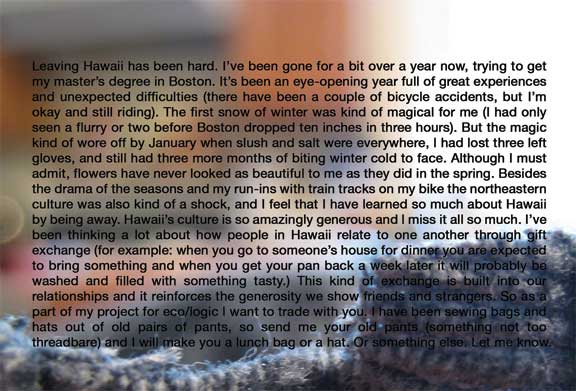 Leaving Hawaii has been hard. I've been gone for a bit over a year now, trying to get
my master's degree in Boston. It's been an eye-opening year full of great experiences
and unexpected difficulties (there have been a couple of bicycle accidents, but I'm
okay and still riding). The first snow of winter was kind of magical for me (I had only
seen a flurry or two before Boston dropped ten inches in three hours). But the magic
kind of wore off by January when slush and salt were everywhere, I had lost three left
gloves, and still had three more months of biting winter cold to face. Although I must
admit, flowers have never looked as beautiful to me as they did in the spring. Besides
the drama of the seasons and my run-ins with train tracks on my bike the northeastern
culture was also kind of a shock, and I feel that I have learned so much about Hawaii
by being away. Hawaii's culture is so amazingly generous and I miss it all so much. I've
been thinking a lot about how people in Hawaii relate to one another through gift
exchange (for example: when you go to someone's house for dinner you are expected
to bring something and when you get your pan back a week later it will probably be
washed and filled with something tasty.) This kind of exchange is built into our
relationships and it reinforces the generosity we show friends and strangers. So as a
part of my project for eco/logic I want to trade with you. I have been sewing bags and
hats out of old pairs of pants, so send me your old pants (something not too
threadbare) and I will make you a lunch bag or a hat. Or something else. Let me know.